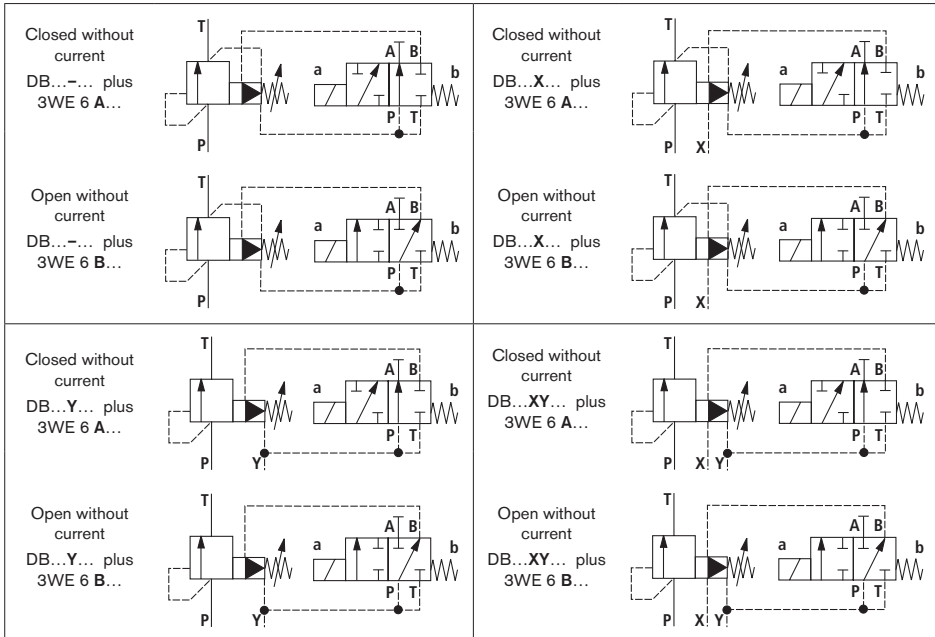 Closed without
current
DB...–... plus
3WE 6 A...
T
P
a
A B
P T
b
Closed without
current
DB...X... plus
3WE 6 A...
T
P X
a
A B
P T
b
Open without
current
DB...–... plus
3WE 6 B...
T
P
a
A B
P T
b
Open without
current
DB...X... plus
3WE 6 B...
T
P X
a
A B
P T
b
Closed without
current
DB...Y... plus
3WE 6 A...
T
P Y
a
A B
P T
b
Closed without
current
DB...XY... plus
3WE 6 A...
T
P X Y
a
A B
P T
b
Open without
current
DB...Y... plus
3WE 6 B...
T
P Y
a
A B
P T
b
Open without
current
DB...XY... plus
3WE 6 B...
T
P X Y
a
A B
P T
b